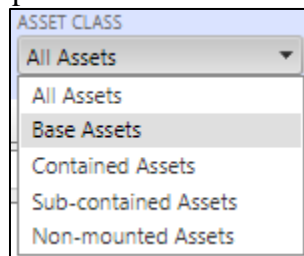 ASSET CLASS
All Assets
All Assets
Base Assets
Contained Assets
Sub-contained Assets
Non-mounted Assets